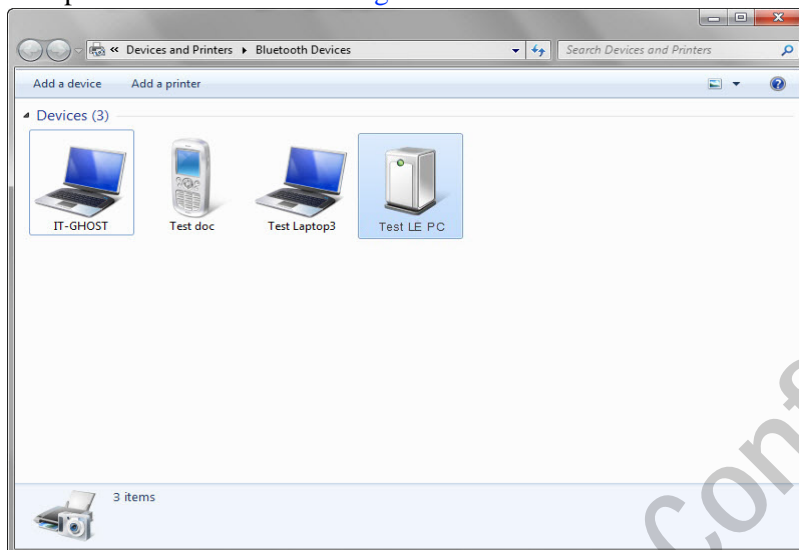 « Devices and Printers ▸ Bluetooth Devices
Search Devices and Printers
Add a device Add a printer
Devices (3)
IT-GHOST Test doc Test Laptop3 Test LE PC
3 items